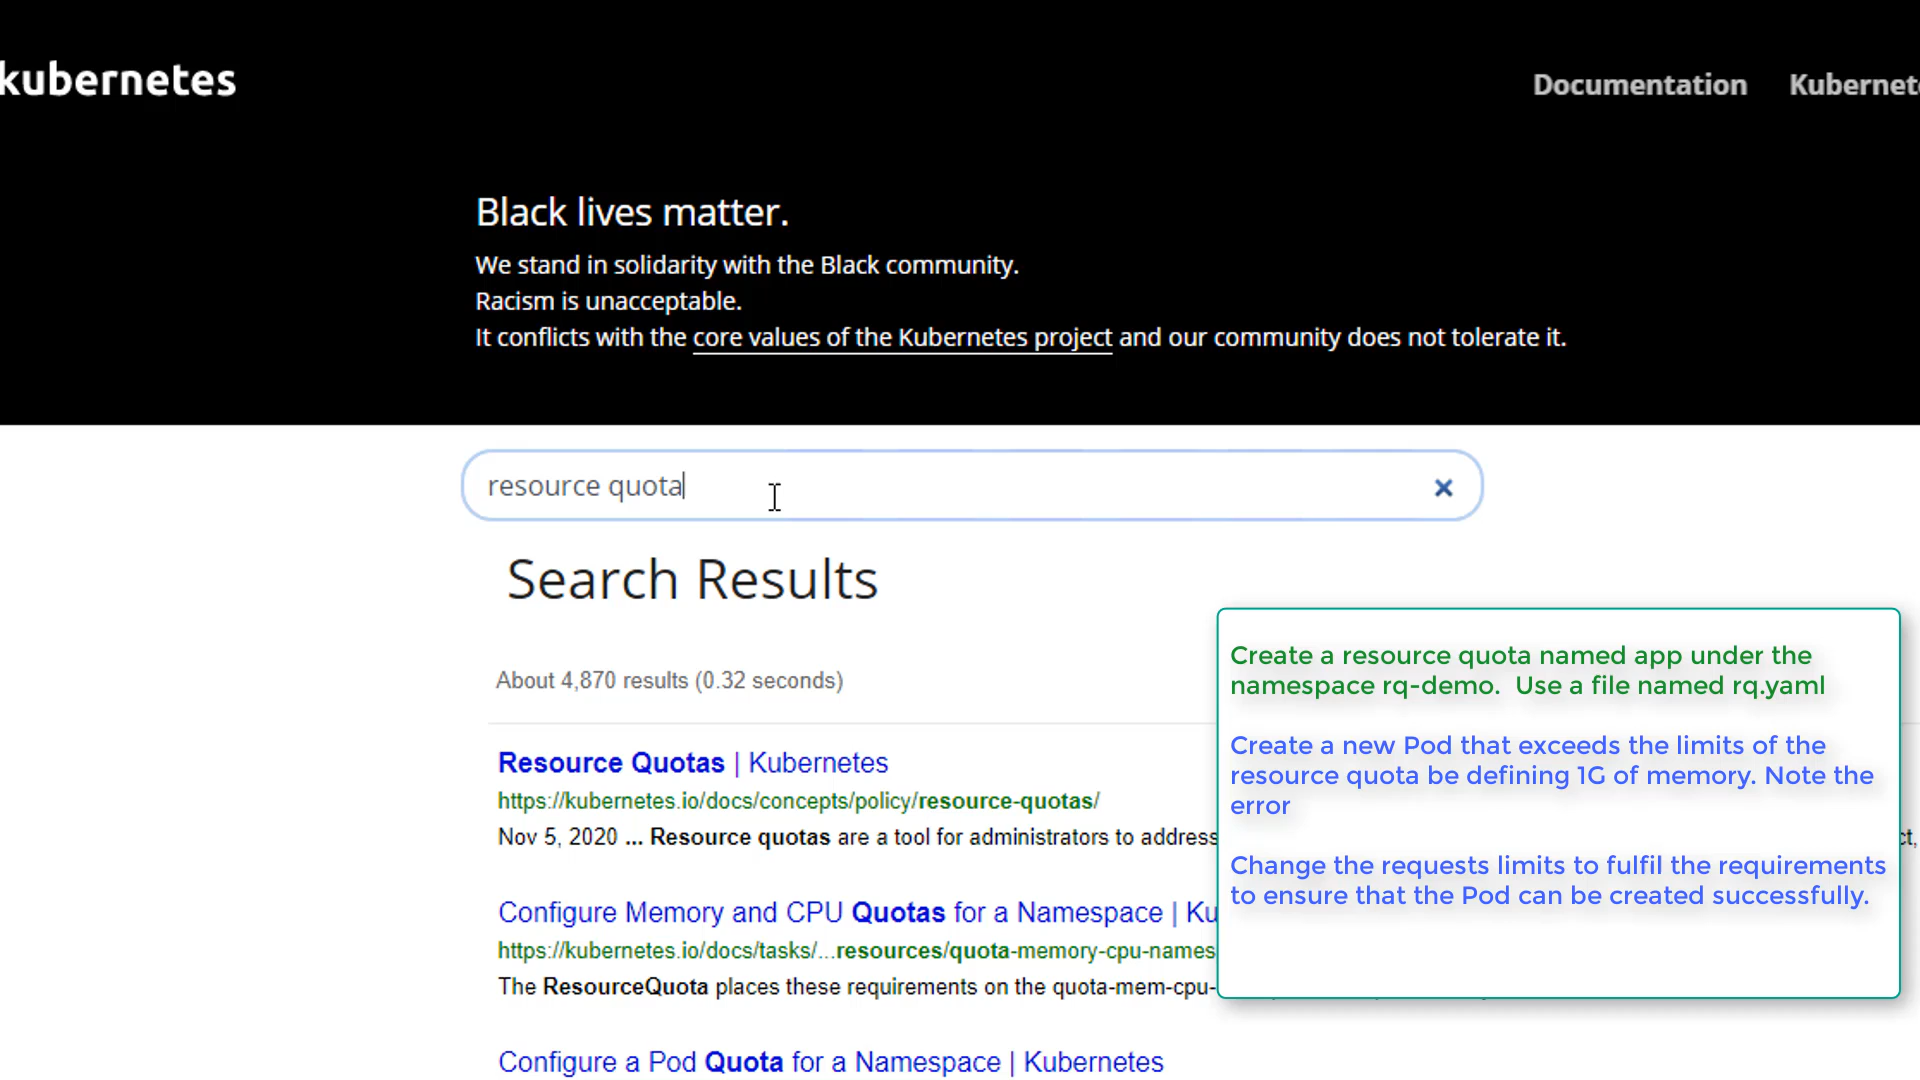 kubernetes
Documentation
Black lives matter.
We stand in solidarity with the Black community.
Racism is unacceptable.
It conflicts with the core values of the Kubernetes project and our community does not tolerate it.
resource quota
Search Results
About 4,870 results (0.32 seconds)
Resource Quotas | Kubernetes
https://kubernetes.io/docs/concepts/policy/resource-quotas/
Nov 5, 2020 ... Resource quotas are a tool for administrators to address
Configure Memory and CPU Quotas for a Namespace | Ku
https://kubernetes.io/docs/tasks/...resources/quota-memory-cpu-names
The ResourceQuota places these requirements on the quota-mem-cpu-
Configure a Pod Quota for a Namespace | Kubernetes
Create a resource quota named app under the
namespace rq-demo. Use a file named rq.yaml
Create a new Pod that exceeds the limits of the
resource quota be defining 1G of memory. Note the
error
Change the requests limits to fulfil the requirements
to ensure that the Pod can be created successfully.